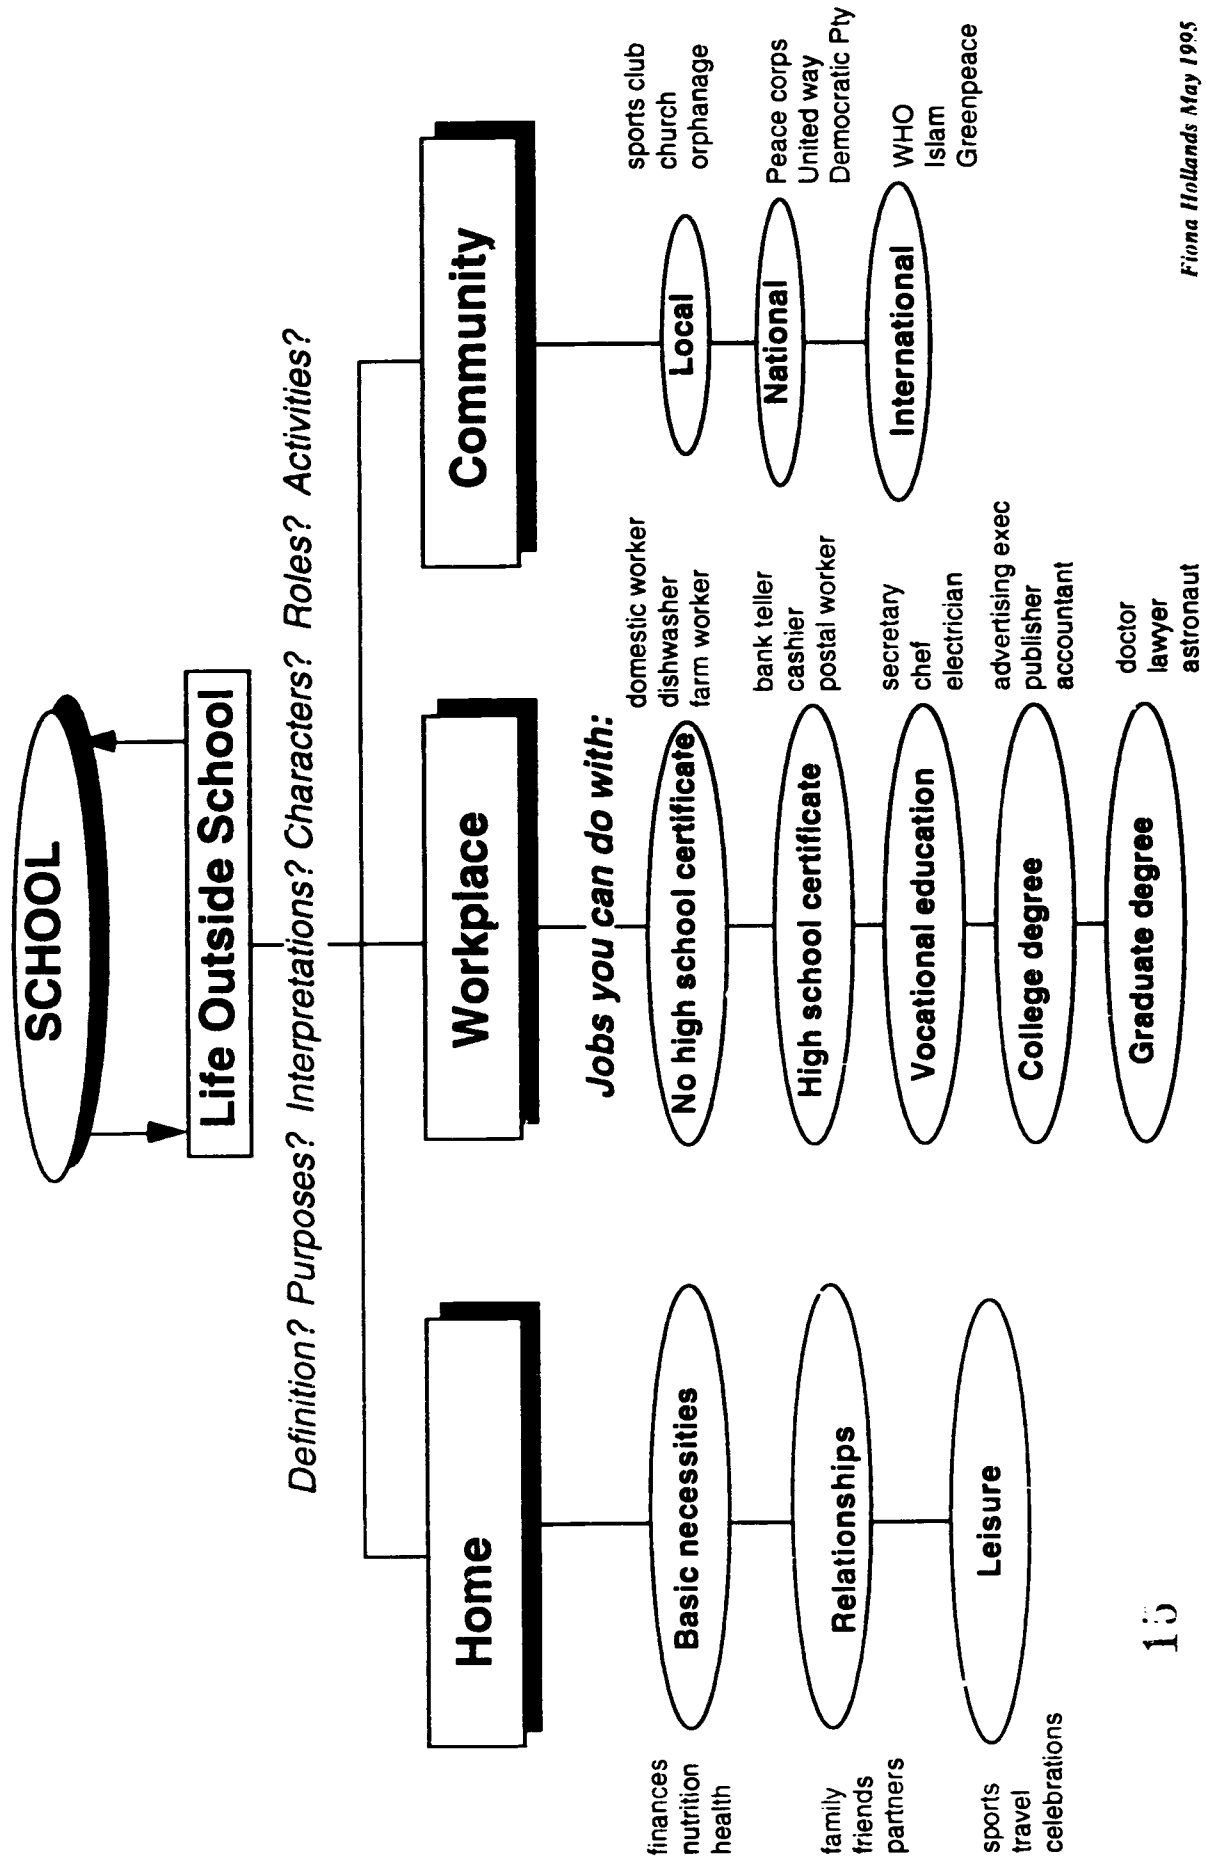 SCHOOL
Life Outside School
Definition? Purposes? Interpretations? Characters? Roles? Activities?
Home
Basic necessities
finances
nutrition
health
Relationships
family
friends
partners
Leisure
sports
travel
celebrations
Workplace
Jobs you can do with:
No high school certificate
domestic worker
dishwasher
farm worker
High school certificate
bank teller
cashier
postal worker
Vocational education
secretary
chef
electrician
College degree
advertising exec
publisher
accountant
Graduate degree
doctor
lawyer
astronaut
Community
Local
sports club
church
orphanage
National
Peace corps
United way
Democratic Pty
International
WHO
Islam
Greenpeace
15
Fiona Hollands May 1995